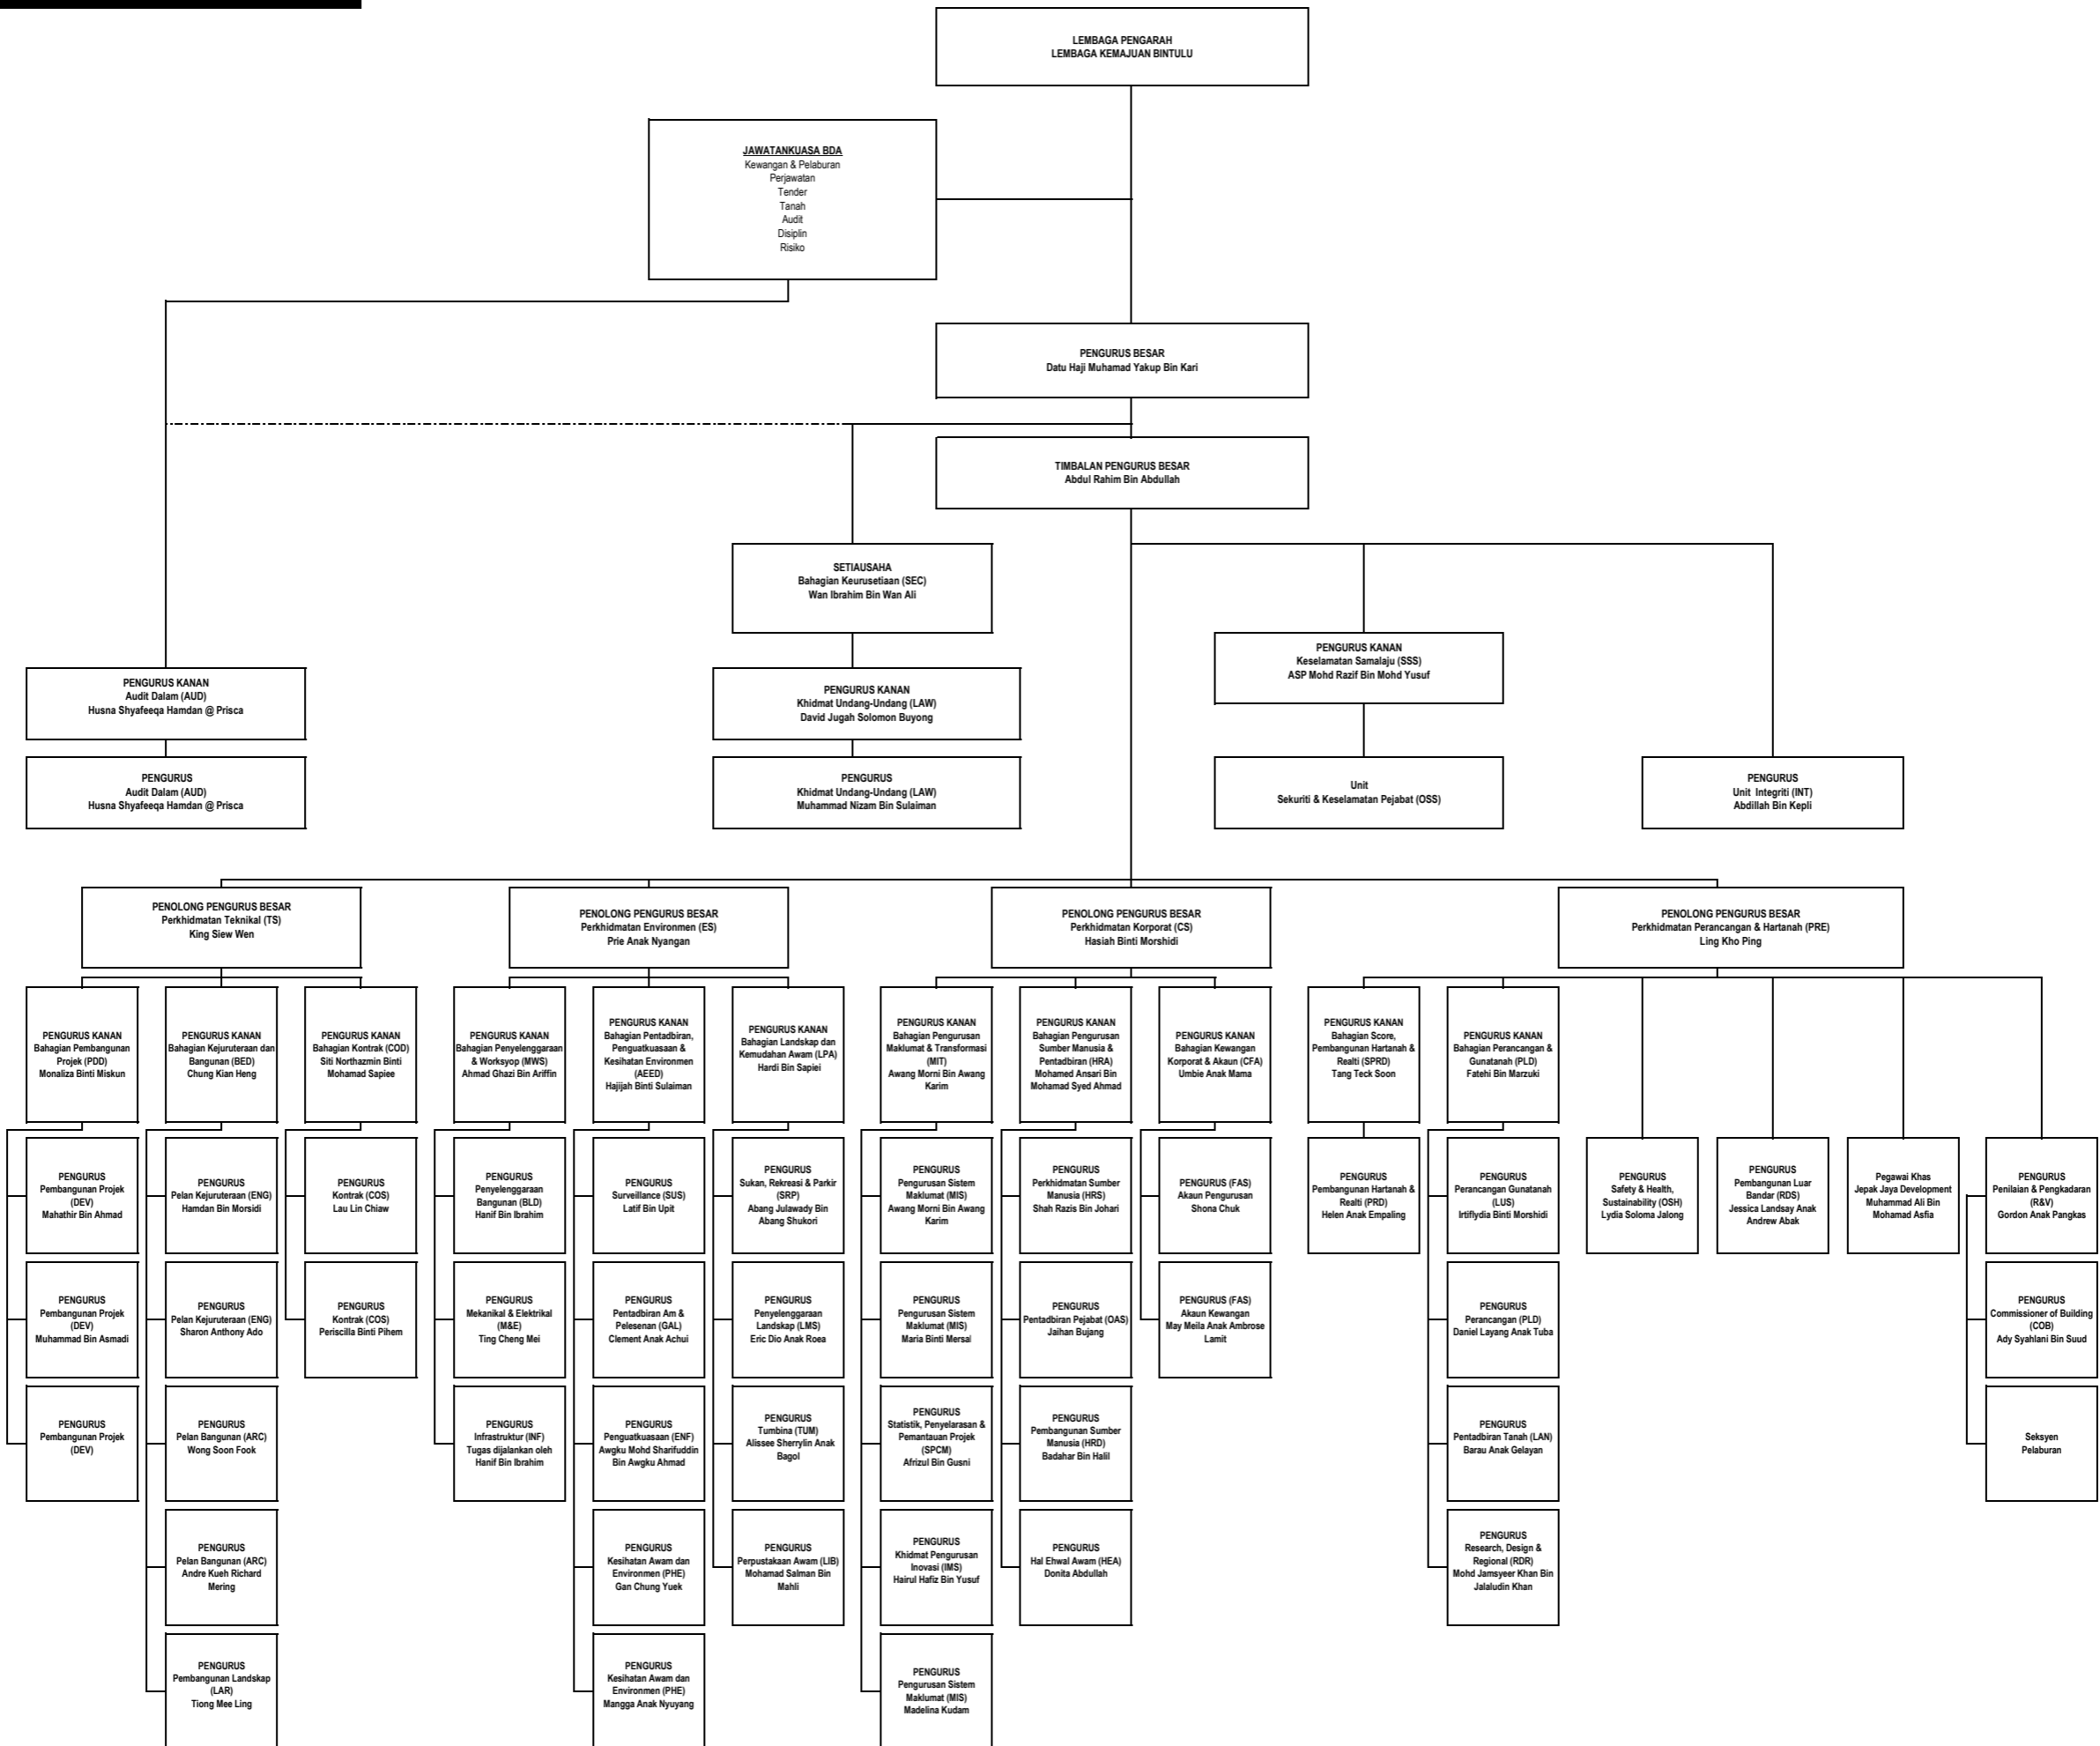 LEMBAGA PENGARAH
LEMBAGA KEMAJUAN BINTULU
JAWATANKUASA BDA
Kewangan & Pelaburan
Perjawatan
Tender
Tanah
Audit
Disiplin
Risiko
PENGURUS BESAR
Datu Haji Muhamad Yakup Bin Kari
TIMBALAN PENGURUS BESAR
Abdul Rahim Bin Abdullah
SETIAUSAHA
Bahagian Keurusetiaan (SEC)
Wan Ibrahim Bin Wan Ali
PENGURUS KANAN
Keselamatan Samalaju (SSS)
ASP Mohd Razif Bin Mohd Yusuf
PENGURUS KANAN
Audit Dalam (AUD)
Husna Shyafeeqa Hamdan @ Prisca
PENGURUS KANAN
Khidmat Undang-Undang (LAW)
David Jugah Solomon Buyong
PENGURUS
Audit Dalam (AUD)
Husna Shyafeeqa Hamdan @ Prisca
PENGURUS
Khidmat Undang-Undang (LAW)
Muhammad Nizam Bin Sulaiman
Unit
Sekuriti & Keselamatan Pejabat (OSS)
PENGURUS
Unit Integriti (INT)
Abdillah Bin Kepli
PENOLONG PENGURUS BESAR
Perkhidmatan Teknikal (TS)
King Siew Wen
PENOLONG PENGURUS BESAR
Perkhidmatan Environmen (ES)
Prie Anak Nyangan
PENOLONG PENGURUS BESAR
Perkhidmatan Korporat (CS)
Hasiah Binti Morshidi
PENOLONG PENGURUS BESAR
Perkhidmatan Perancangan & Hartanah (PRE)
Ling Kho Ping
PENGURUS KANAN
Bahagian Pembangunan
Projek (PDD)
Monaliza Binti Miskun
PENGURUS KANAN
Bahagian Kejuruteraan dan
Bangunan (BED)
Chung Kian Heng
PENGURUS KANAN
Bahagian Kontrak (COD)
Siti Northazmin Binti
Mohamad Sapiee
PENGURUS KANAN
Bahagian Penyelenggaraan
& Worksyop (MWS)
Ahmad Ghazi Bin Ariffin
PENGURUS KANAN
Bahagian Pentadbiran,
Penguatkuasaan &
Kesihatan Environmen
(AEED)
Hajijah Binti Sulaiman
PENGURUS KANAN
Bahagian Landskap dan
Kemudahan Awam (LPA)
Hardi Bin Sapiei
PENGURUS KANAN
Bahagian Pengurusan
Maklumat & Transformasi
(MIT)
Awang Morni Bin Awang
Karim
PENGURUS KANAN
Bahagian Pengurusan
Sumber Manusia &
Pentadbiran (HRA)
Mohamed Ansari Bin
Mohamad Syed Ahmad
PENGURUS KANAN
Bahagian Kewangan
Korporat & Akaun (CFA)
Umbie Anak Mama
PENGURUS KANAN
Bahagian Score,
Pembangunan Hartanah &
Realti (SPRD)
Tang Teck Soon
PENGURUS KANAN
Bahagian Perancangan &
Gunatanah (PLD)
Fatehi Bin Marzuki
PENGURUS
Pembangunan Projek
(DEV)
Mahathir Bin Ahmad
PENGURUS
Pelan Kejuruteraan (ENG)
Hamdan Bin Morsidi
PENGURUS
Kontrak (COS)
Lau Lin Chiaw
PENGURUS
Penyelenggaraan
Bangunan (BLD)
Hanif Bin Ibrahim
PENGURUS
Surveillance (SUS)
Latif Bin Upit
PENGURUS
Sukan, Rekreasi & Parkir
(SRP)
Abang Julawady Bin
Abang Shukori
PENGURUS
Pengurusan Sistem
Maklumat (MIS)
Awang Morni Bin Awang
Karim
PENGURUS
Perkhidmatan Sumber
Manusia (HRS)
Shah Razis Bin Johari
PENGURUS (FAS)
Akaun Pengurusan
Shona Chuk
PENGURUS
Pembangunan Hartanah &
Realti (PRD)
Helen Anak Empaling
PENGURUS
Perancangan Gunatanah
(LUS)
Irtiflydia Binti Morshidi
PENGURUS
Safety & Health,
Sustainability (OSH)
Lydia Soloma Jalong
PENGURUS
Pembangunan Luar
Bandar (RDS)
Jessica Landsay Anak
Andrew Abak
Pegawai Khas
Jepak Jaya Development
Muhammad Ali Bin
Mohamad Asfia
PENGURUS
Penilaian & Pengkadaran
(R&V)
Gordon Anak Pangkas
PENGURUS
Pembangunan Projek
(DEV)
Muhammad Bin Asmadi
PENGURUS
Pelan Kejuruteraan (ENG)
Sharon Anthony Ado
PENGURUS
Kontrak (COS)
Periscilla Binti Pihem
PENGURUS
Mekanikal & Elektrikal
(M&E)
Ting Cheng Mei
PENGURUS
Pentadbiran Am &
Pelesenan (GAL)
Clement Anak Achui
PENGURUS
Penyelenggaraan
Landskap (LMS)
Eric Dio Anak Roea
PENGURUS
Pengurusan Sistem
Maklumat (MIS)
Maria Binti Mersal
PENGURUS
Pentadbiran Pejabat (OAS)
Jaihan Bujang
PENGURUS (FAS)
Akaun Kewangan
May Meila Anak Ambrose
Lamit
PENGURUS
Perancangan (PLD)
Daniel Layang Anak Tuba
PENGURUS
Commissioner of Building
(COB)
Ady Syahlani Bin Suud
PENGURUS
Pembangunan Projek
(DEV)
PENGURUS
Pelan Bangunan (ARC)
Wong Soon Fook
PENGURUS
Infrastruktur (INF)
Tugas dijalankan oleh
Hanif Bin Ibrahim
PENGURUS
Penguatkuasaan (ENF)
Awgku Mohd Sharifuddin
Bin Awgku Ahmad
PENGURUS
Tumbina (TUM)
Alissee Sherrylin Anak
Bagol
PENGURUS
Statistik, Penyelarasan &
Pemantauan Projek
(SPCM)
Afrizul Bin Gusni
PENGURUS
Pembangunan Sumber
Manusia (HRD)
Badahar Bin Halil
PENGURUS
Pentadbiran Tanah (LAN)
Barau Anak Gelayan
Seksyen
Pelaburan
PENGURUS
Pelan Bangunan (ARC)
Andre Kueh Richard
Mering
PENGURUS
Kesihatan Awam dan
Environmen (PHE)
Gan Chung Yuek
PENGURUS
Perpustakaan Awam (LIB)
Mohamad Salman Bin
Mahli
PENGURUS
Khidmat Pengurusan
Inovasi (IMS)
Hairul Hafiz Bin Yusuf
PENGURUS
Hal Ehwal Awam (HEA)
Donita Abdullah
PENGURUS
Research, Design &
Regional (RDR)
Mohd Jamsyeer Khan Bin
Jalaludin Khan
PENGURUS
Pembangunan Landskap
(LAR)
Tiong Mee Ling
PENGURUS
Kesihatan Awam dan
Environmen (PHE)
Mangga Anak Nyuyang
PENGURUS
Pengurusan Sistem
Maklumat (MIS)
Madelina Kudam